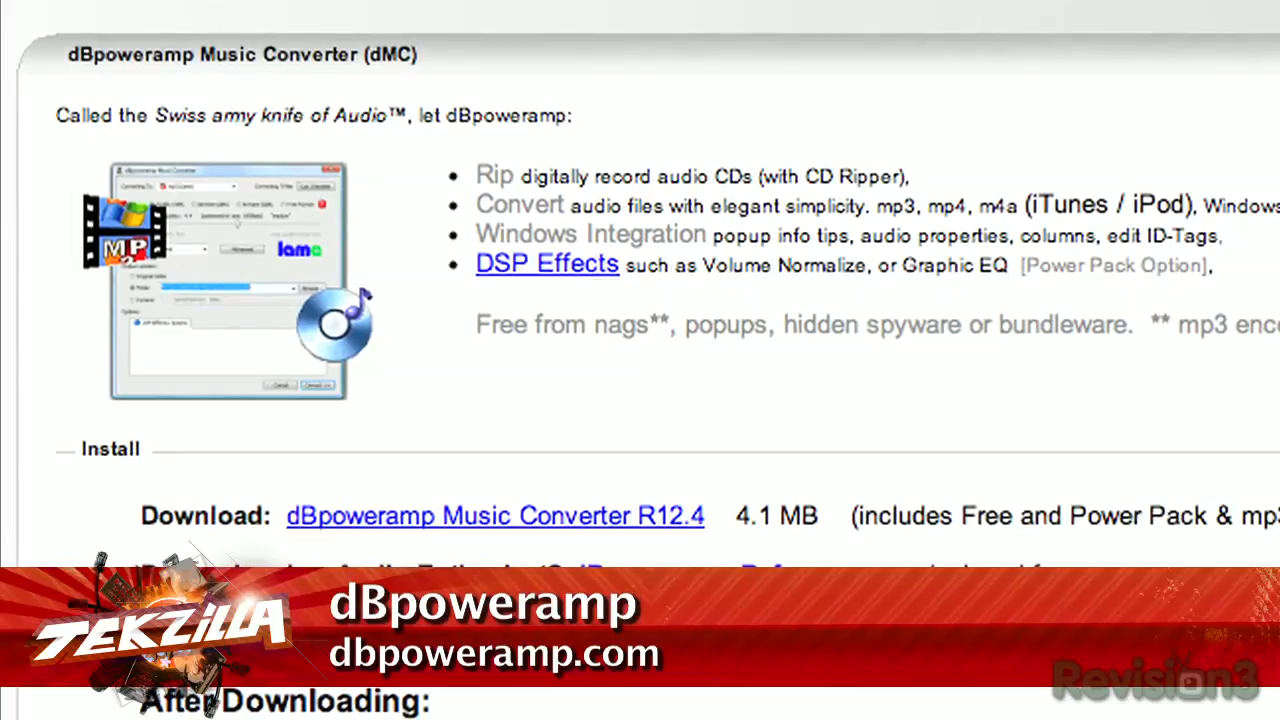 dBpoweramp Music Converter (dMC)
Called the Swiss army knife of Audio™, let dBpoweramp:
• Rip digitally record audio CDs (with CD Ripper),
• Convert audio files with elegant simplicity. mp3, mp4, m4a (iTunes / iPod), Windows
• Windows Integration popup info tips, audio properties, columns, edit ID-Tags,
• DSP Effects such as Volume Normalize, or Graphic EQ [Power Pack Option],
Free from nags**, popups, hidden spyware or bundleware. ** mp3
MP
lame
Install
Download: dBpoweramp Music Converter R12.4 4.1 MB (includes Free and Power Pack &
TEKZILLA
dBpoweramp
dbpoweramp.com
Revision3
After Downloading: